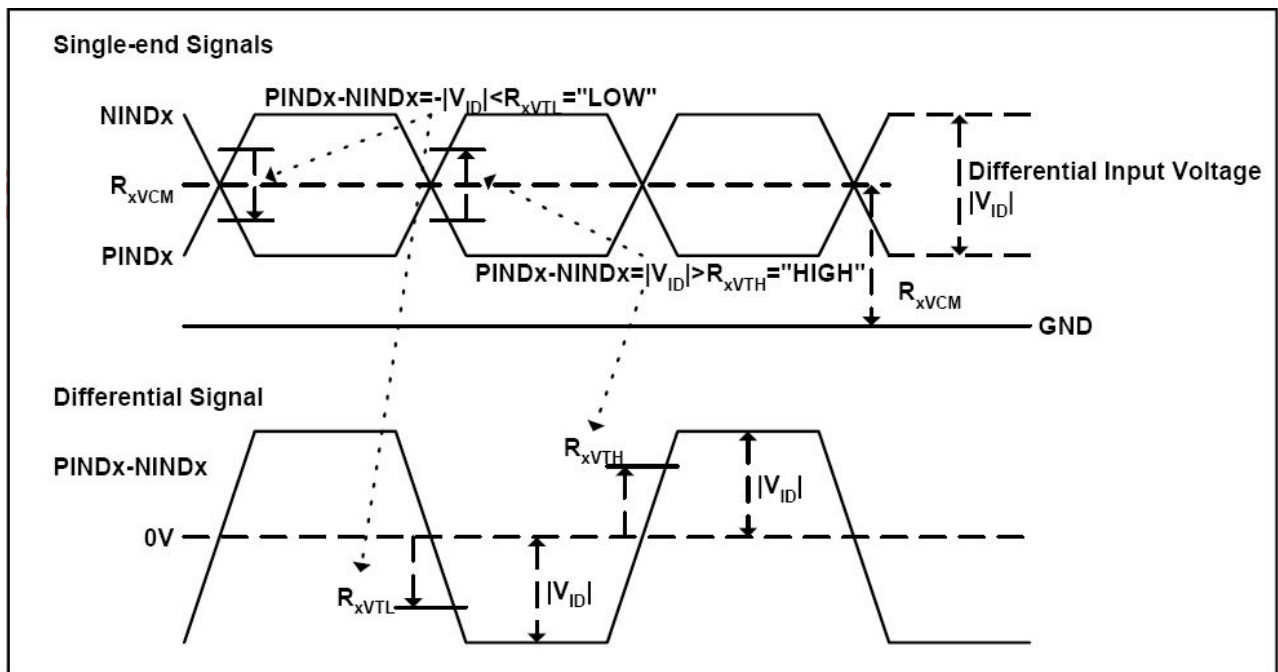 Single-end Signals
PINDx-NINDx=-|VID|<RxVTL="LOW"
NINDx
Differential Input Voltage
RxVCM
|VID|
PINDx
PINDx-NINDx=|VID|>RxVTH="HIGH"
RxVCM
GND
Differential Signal
RxVTH
PINDx-NINDx
|VID|
0V
RxVTL
|VID|